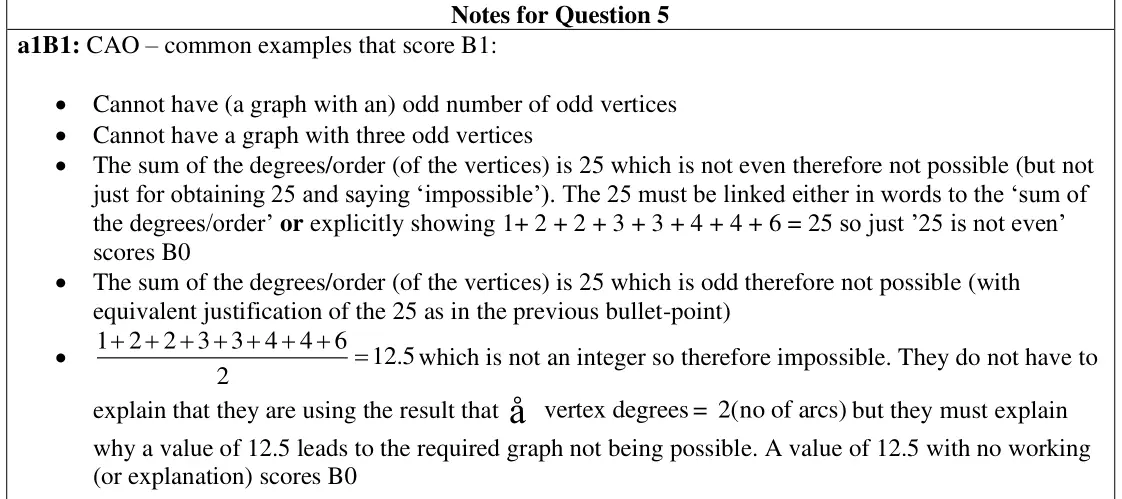 Notes for Question 5
a1B1: CAO – common examples that score B1:
• Cannot have (a graph with an) odd number of odd vertices
• Cannot have a graph with three odd vertices
• The sum of the degrees/order (of the vertices) is 25 which is not even therefore not possible (but not
just for obtaining 25 and saying ‘impossible’). The 25 must be linked either in words to the ‘sum of
the degrees/order’ or explicitly showing 1+ 2 + 2 + 3 + 3 + 4 + 4 + 6 = 25 so just ’25 is not even’
scores B0
• The sum of the degrees/order (of the vertices) is 25 which is odd therefore not possible (with
equivalent justification of the 25 as in the previous bullet-point)
• (1+2+2+3+3+4+4+6)/2 = 12.5 which is not an integer so therefore impossible. They do not have to
explain that they are using the result that å vertex degrees = 2(no of arcs) but they must explain
why a value of 12.5 leads to the required graph not being possible. A value of 12.5 with no working
(or explanation) scores B0